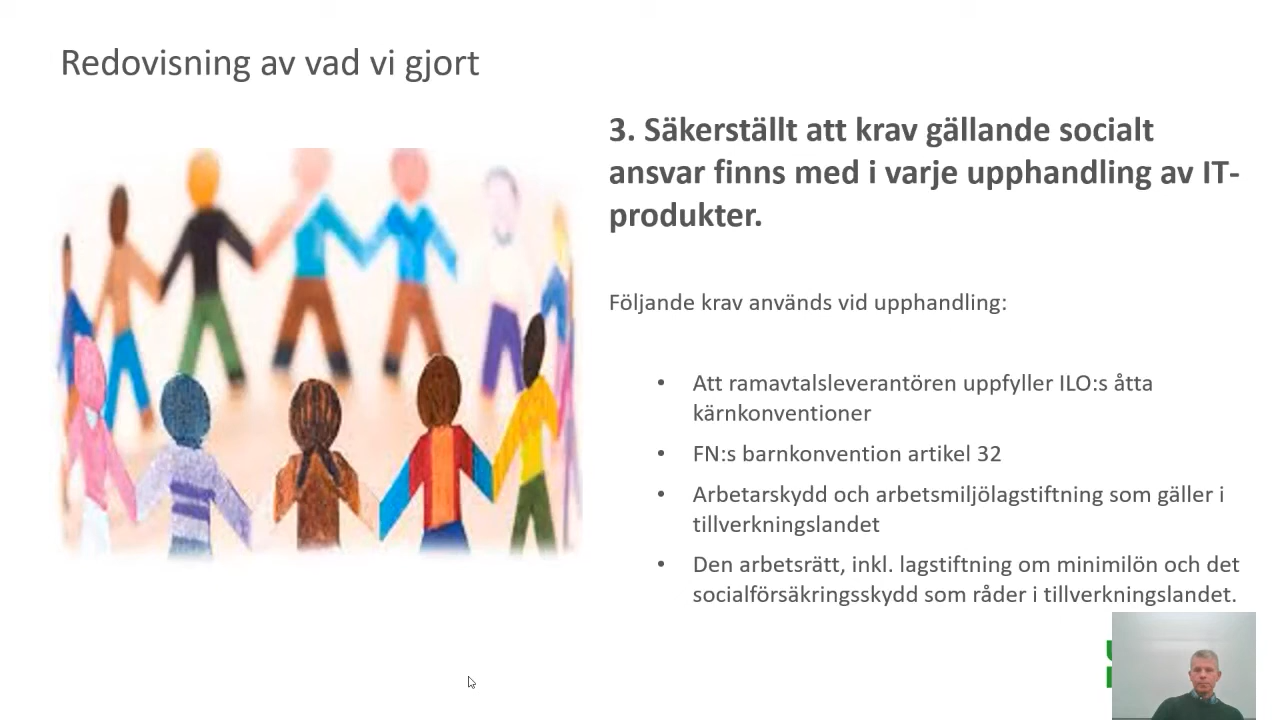 Redovisning av vad vi gjort
3. Säkerställt att krav gällande socialt
ansvar finns med i varje upphandling av IT-
produkter.
Följande krav används vid upphandling:
• Att ramavtalsleverantören uppfyller ILO:s åtta
kärnkonventioner
• FN:s barnkonvention artikel 32
• Arbetarskydd och arbetsmiljölagstiftning som gäller i
tillverkningslandet
• Den arbetsrätt, inkl. lagstiftning om minimilön och det
socialförsäkringsskydd som råder i tillverkningslandet.